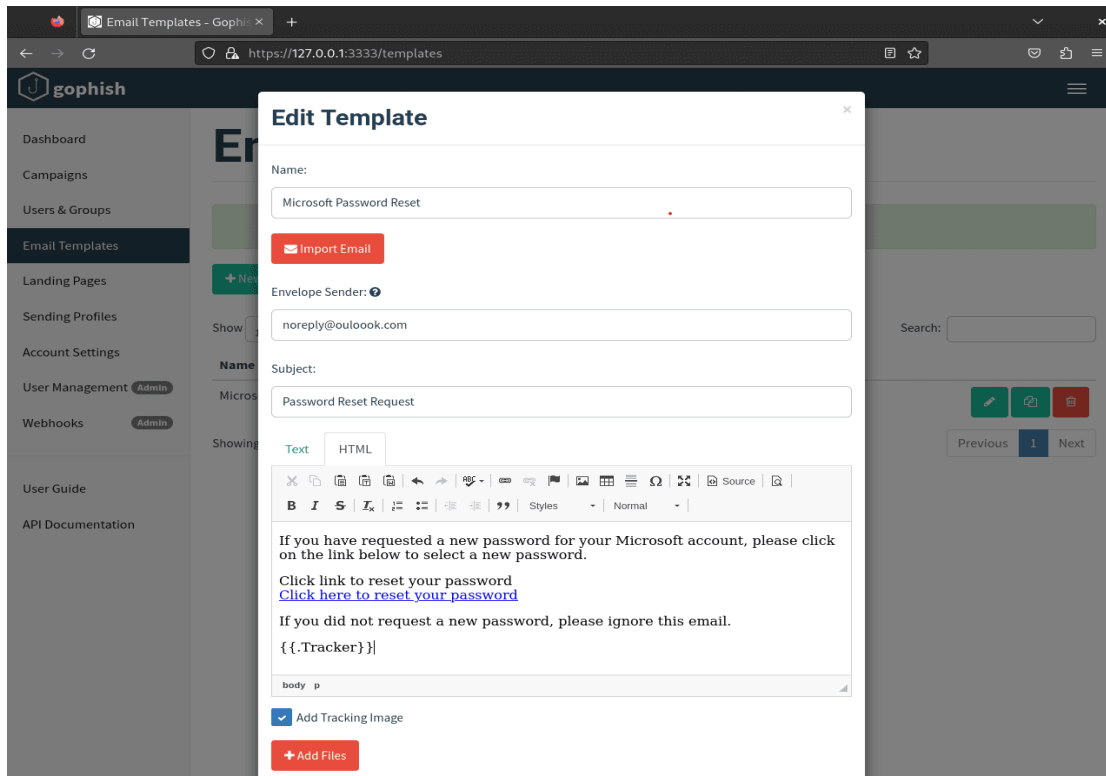 Email Templates - Gophis
https://127.0.0.1:3333/templates
gophish
Dashboard
Campaigns
Users & Groups
Email Templates
Landing Pages
Sending Profiles
Account Settings
User Management Admin
Webhooks Admin
User Guide
API Documentation
Em
New
Show
Search:
Name
Micros
Showing
Previous 1 Next
Edit Template
×
Name:
Microsoft Password Reset
Import Email
Envelope Sender:
noreply@ouloook.com
Subject:
Password Reset Request
Text HTML
ABC Source
B I S Ix Styles Normal
If you have requested a new password for your Microsoft account, please click
on the link below to select a new password.
Click link to reset your password
Click here to reset your password
If you did not request a new password, please ignore this email.
{{.Tracker}}
body p
Add Tracking Image
Add Files